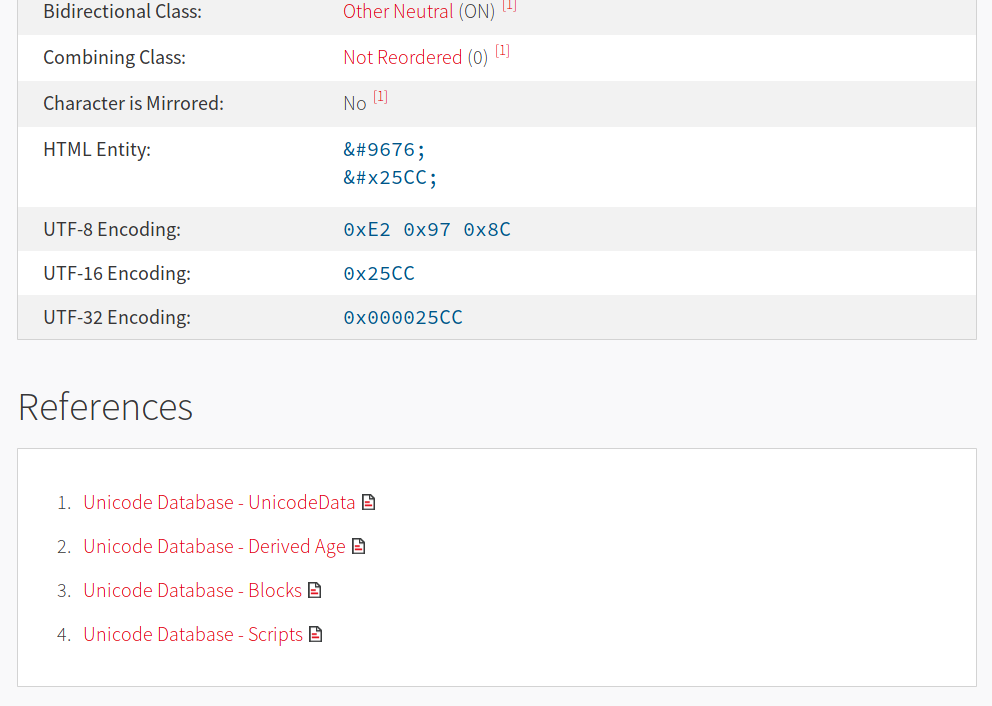 Bidirectional Class: Other Neutral (ON) [1]
Combining Class: Not Reordered (0) [1]
Character is Mirrored: No [1]
HTML Entity: &#9676;
&#x25CC;
UTF-8 Encoding: 0xE2 0x97 0x8C
UTF-16 Encoding: 0x25CC
UTF-32 Encoding: 0x000025CC
References
1. Unicode Database - UnicodeData
2. Unicode Database - Derived Age
3. Unicode Database - Blocks
4. Unicode Database - Scripts